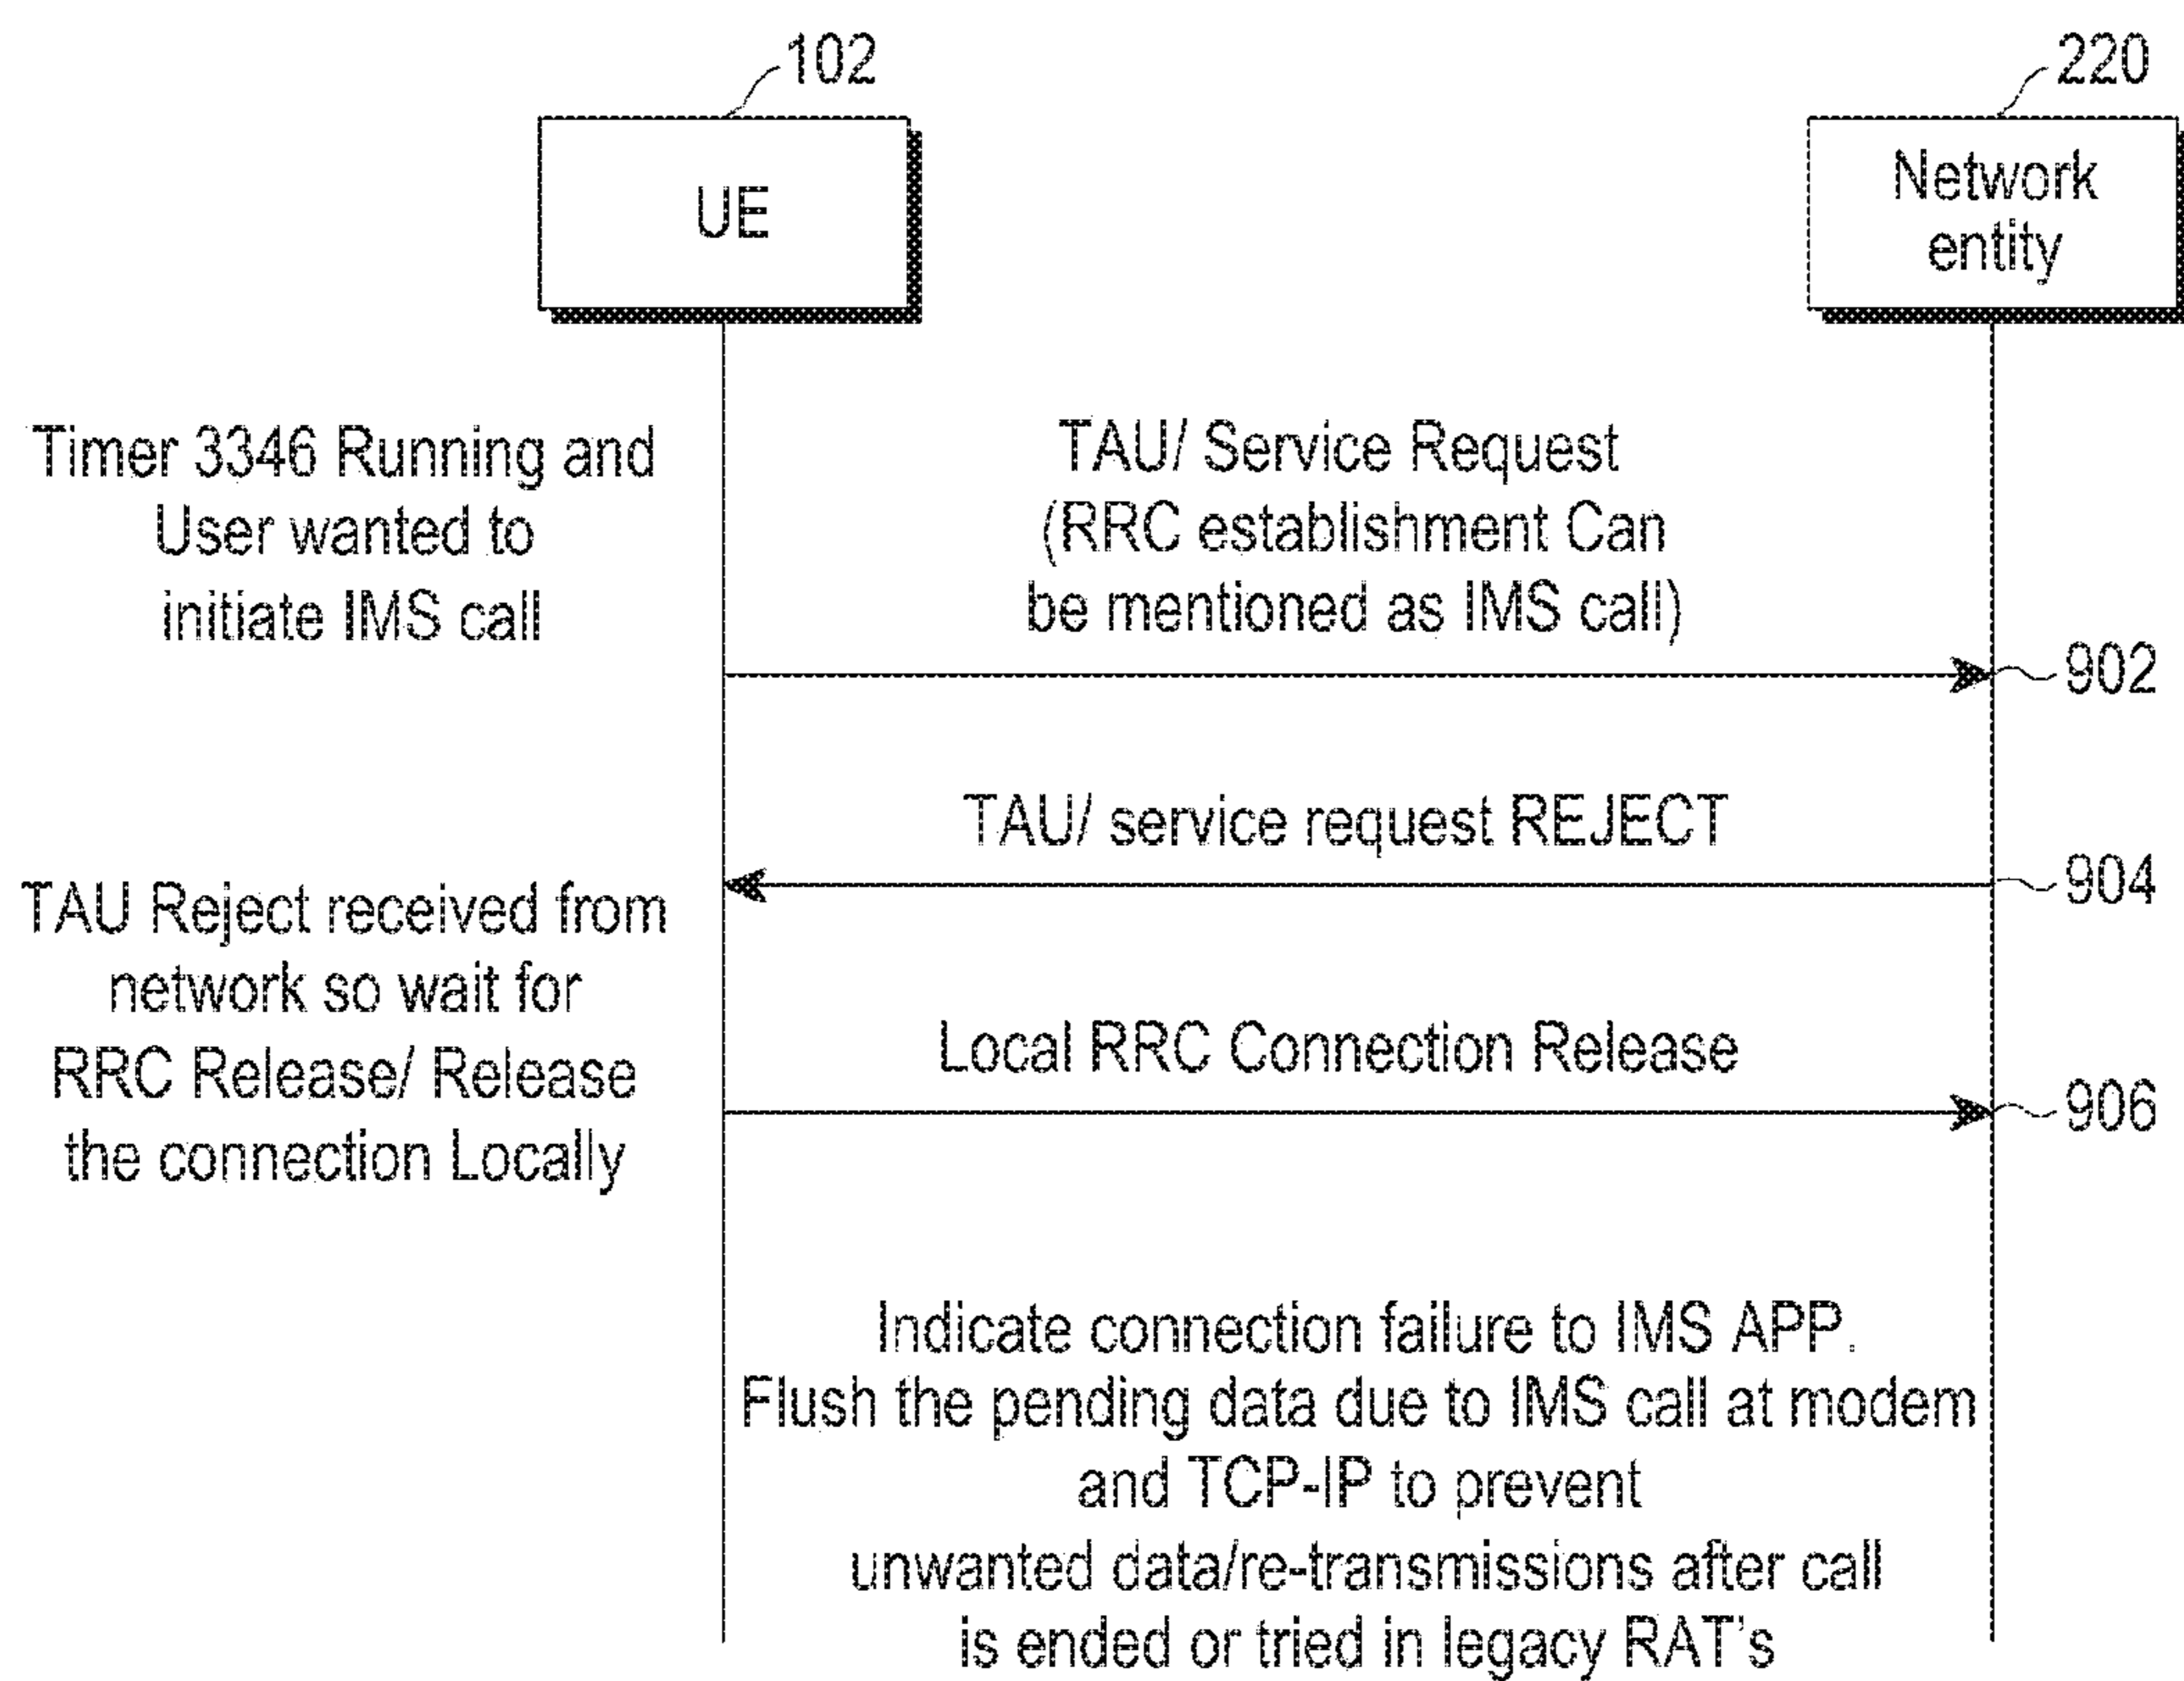 102
220
UE
Network
entity
Timer 3346 Running and
User wanted to
initiate IMS call
TAU/ Service Request
(RRC establishment Can
be mentioned as IMS call)
902
TAU/ service request REJECT
904
TAU Reject received from
network so wait for
RRC Release/ Release
the connection Locally
Local RRC Connection Release
906
Indicate connection failure to IMS APP.
Flush the pending data due to IMS call at modem
and TCP-IP to prevent
unwanted data/re-transmissions after call
is ended or tried in legacy RAT's